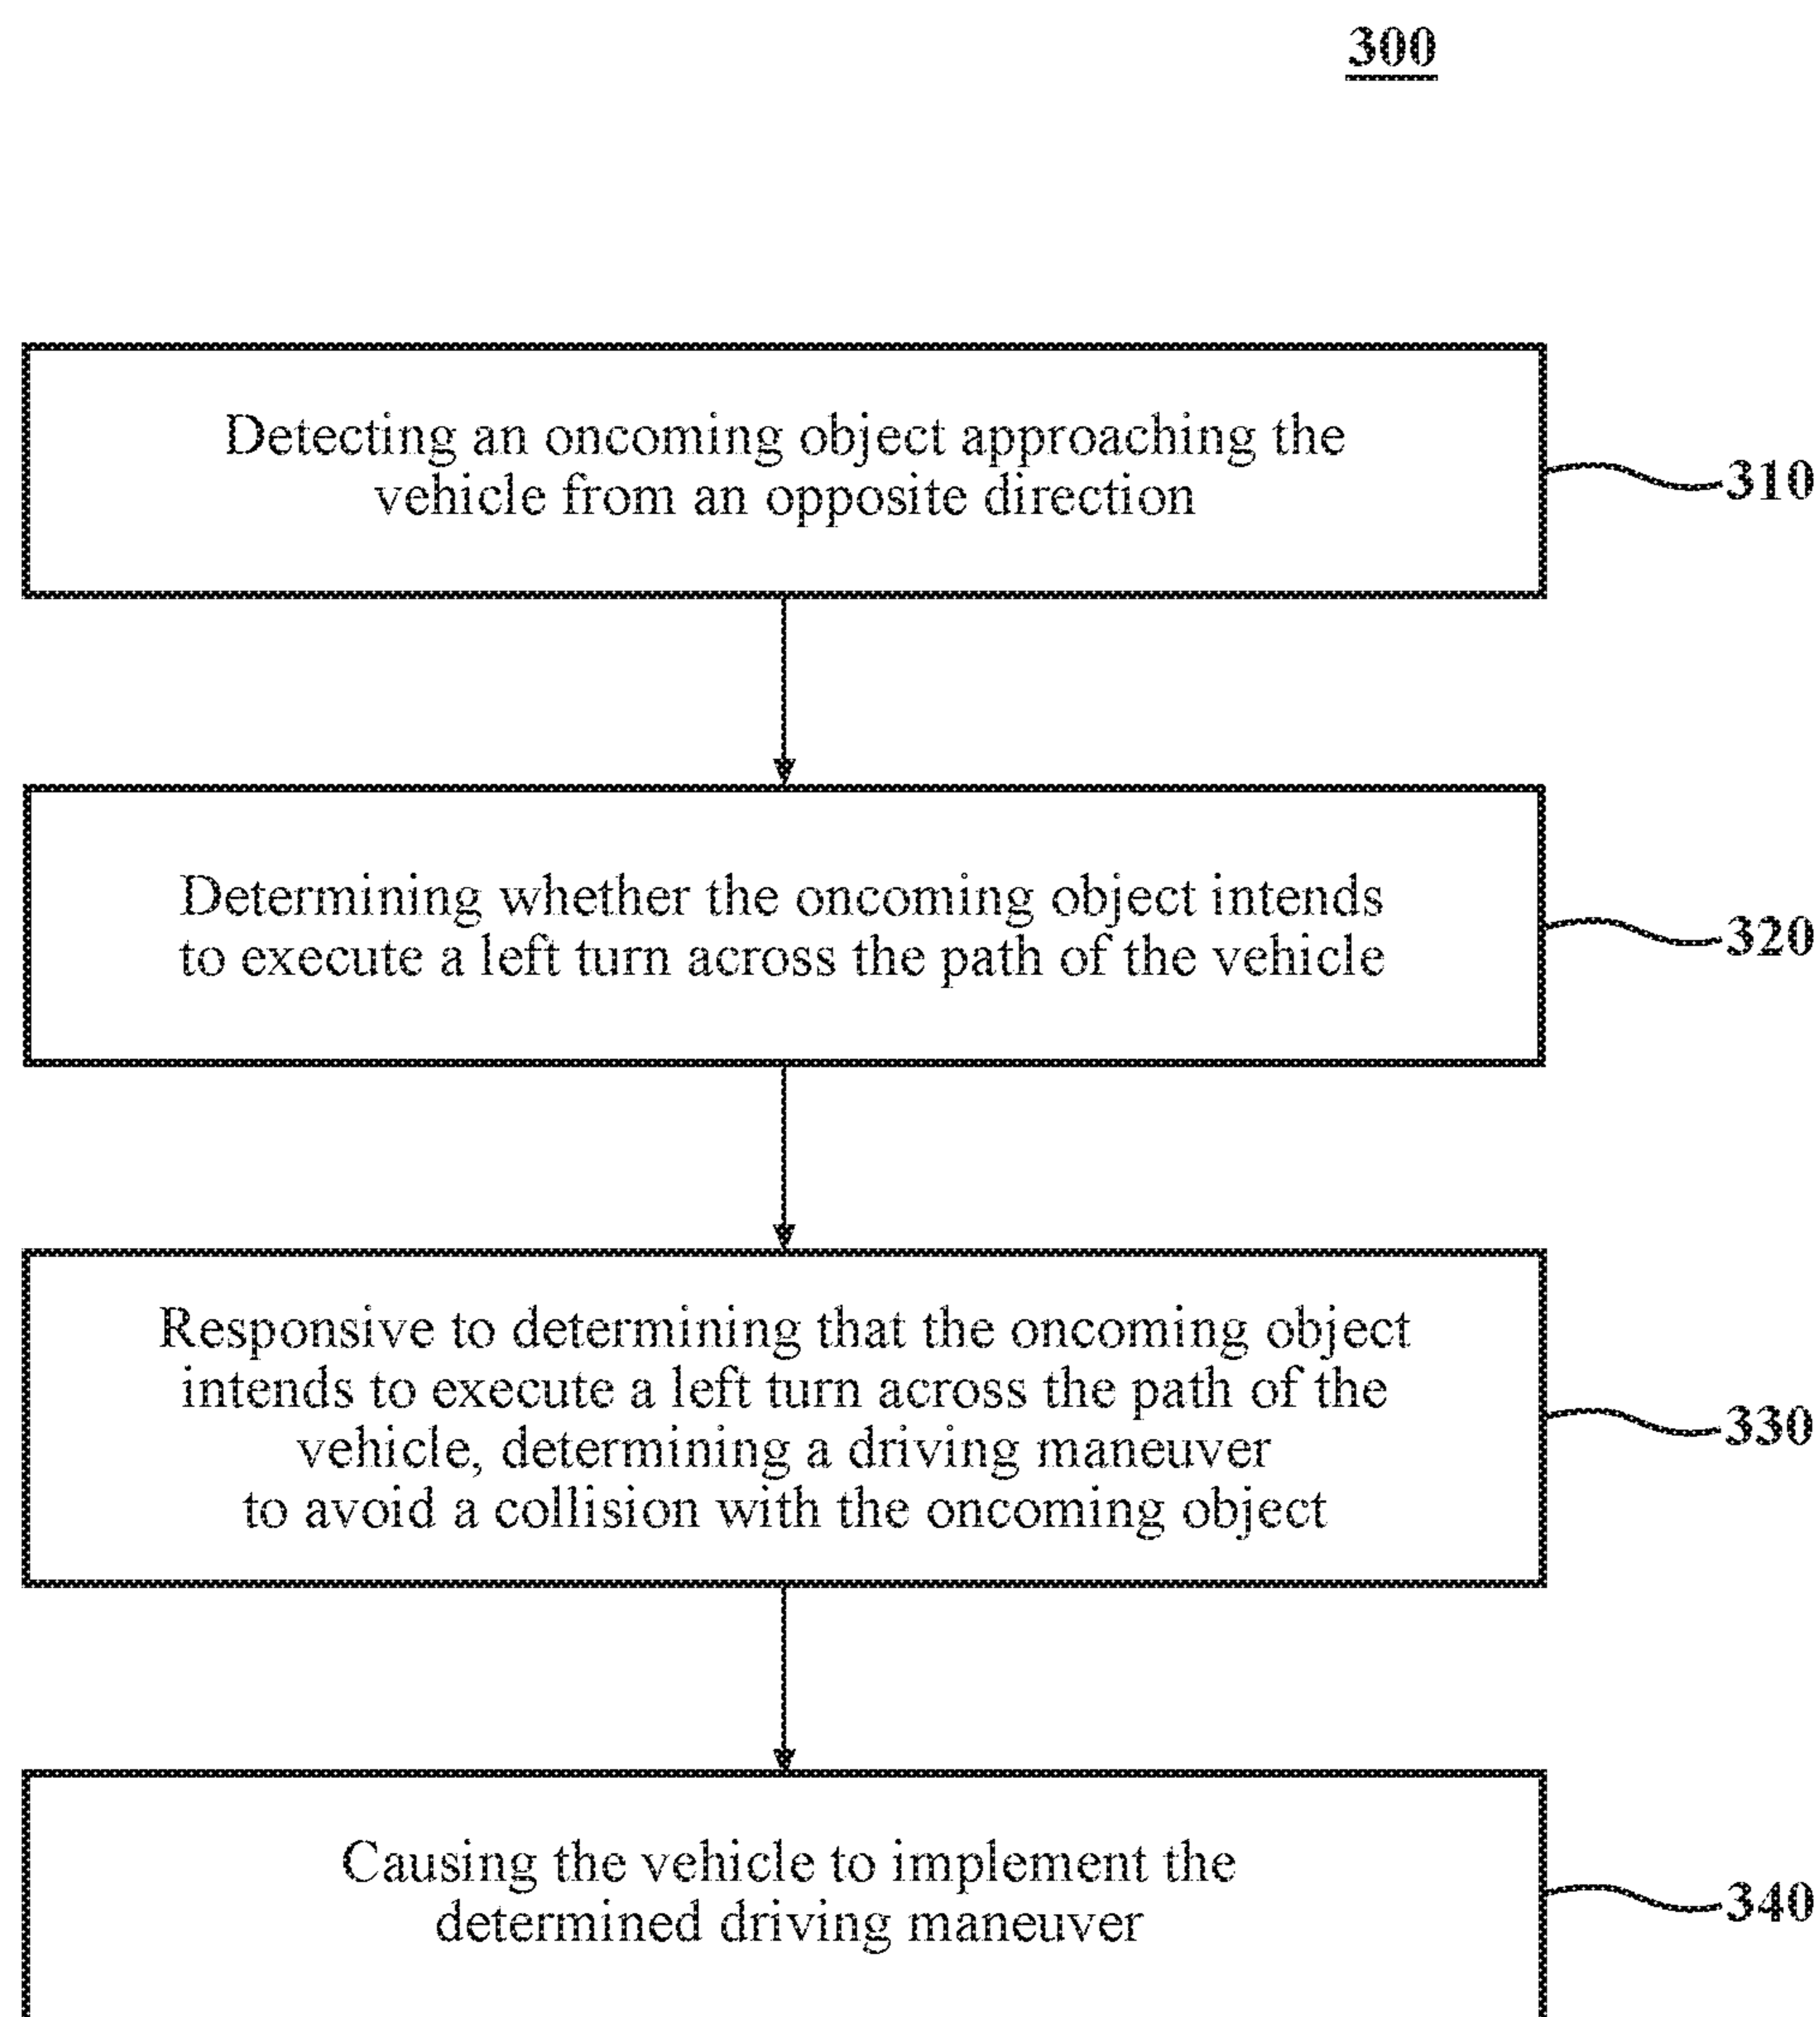 300
Detecting an oncoming object approaching the
vehicle from an opposite direction
310
Determining whether the oncoming object intends
to execute a left turn across the path of the vehicle
320
Responsive to determining that the oncoming object
intends to execute a left turn across the path of the
vehicle, determining a driving maneuver
to avoid a collision with the oncoming object
330
Causing the vehicle to implement the
determined driving maneuver
340